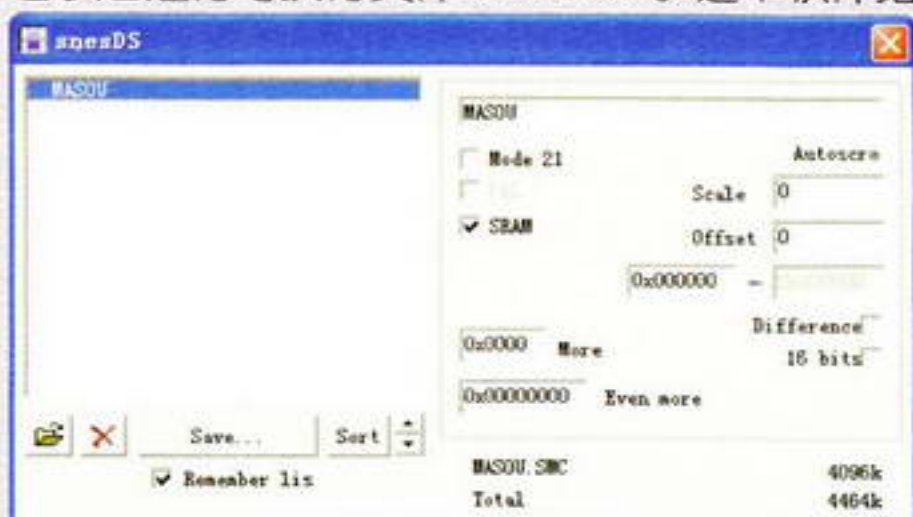 snesDS
MASOU
MASOU
Mode 21
Autoscro
Scale 0
SRAM
Offset 0
0x000000 -
Difference
0x0000 More
16 bits
0x00000000 Even more
Save... Sort
Remember lis
MASOU.SMC 4096k
Total 4464k